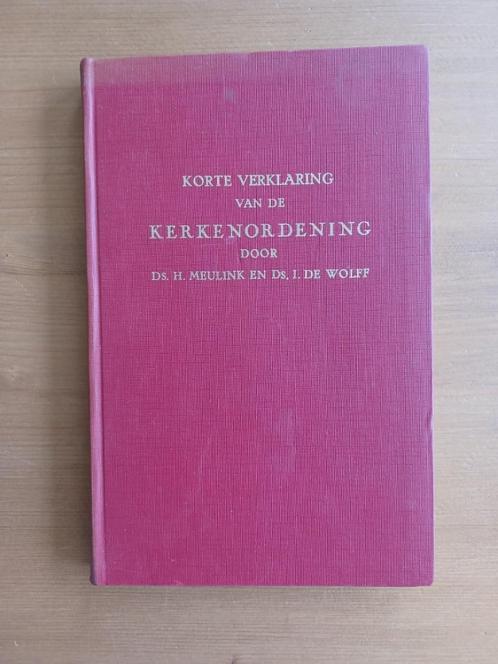 KORTE VERKLARING
VAN DE
KERKENORDENING
DOOR
DS. H. MEULINK EN DS. I. DE WOLFF